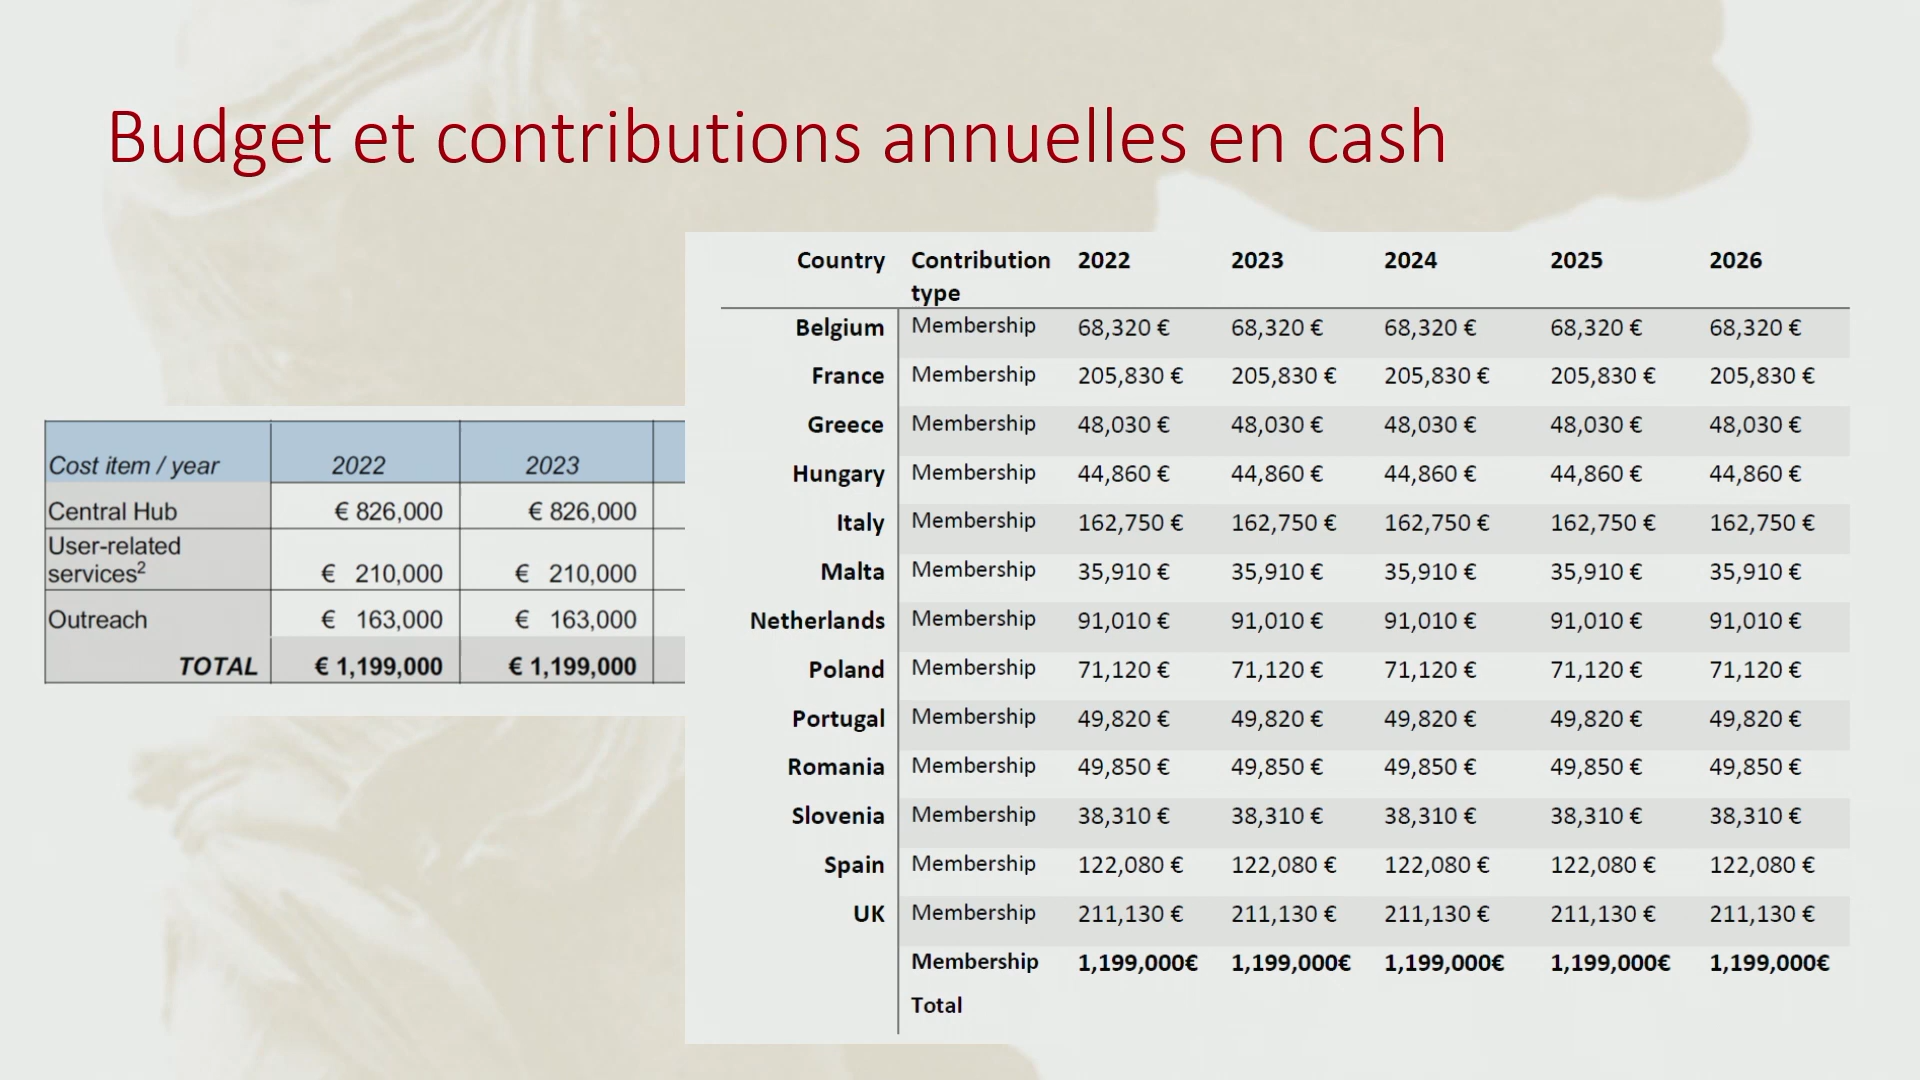 Budget et contributions annuelles en cash
Cost item / year 2022 2023
Central Hub € 826,000 € 826,000
User-related
services² € 210,000 € 210,000
Outreach € 163,000 € 163,000
TOTAL € 1,199,000 € 1,199,000
Country Contribution 2022 2023 2024 2025 2026
type
Belgium Membership 68,320 € 68,320 € 68,320 € 68,320 € 68,320 €
France Membership 205,830 € 205,830 € 205,830 € 205,830 € 205,830 €
Greece Membership 48,030 € 48,030 € 48,030 € 48,030 € 48,030 €
Hungary Membership 44,860 € 44,860 € 44,860 € 44,860 € 44,860 €
Italy Membership 162,750 € 162,750 € 162,750 € 162,750 € 162,750 €
Malta Membership 35,910 € 35,910 € 35,910 € 35,910 € 35,910 €
Netherlands Membership 91,010 € 91,010 € 91,010 € 91,010 € 91,010 €
Poland Membership 71,120 € 71,120 € 71,120 € 71,120 € 71,120 €
Portugal Membership 49,820 € 49,820 € 49,820 € 49,820 € 49,820 €
Romania Membership 49,850 € 49,850 € 49,850 € 49,850 € 49,850 €
Slovenia Membership 38,310 € 38,310 € 38,310 € 38,310 € 38,310 €
Spain Membership 122,080 € 122,080 € 122,080 € 122,080 € 122,080 €
UK Membership 211,130 € 211,130 € 211,130 € 211,130 € 211,130 €
Membership 1,199,000€ 1,199,000€ 1,199,000€ 1,199,000€ 1,199,000€
Total